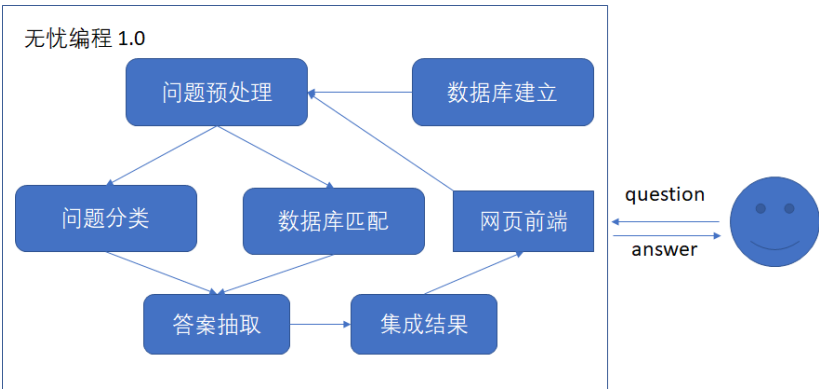 无忧编程 1.0
问题预处理
数据库建立
问题分类
数据库匹配
网页前端
question
answer
答案抽取
集成结果